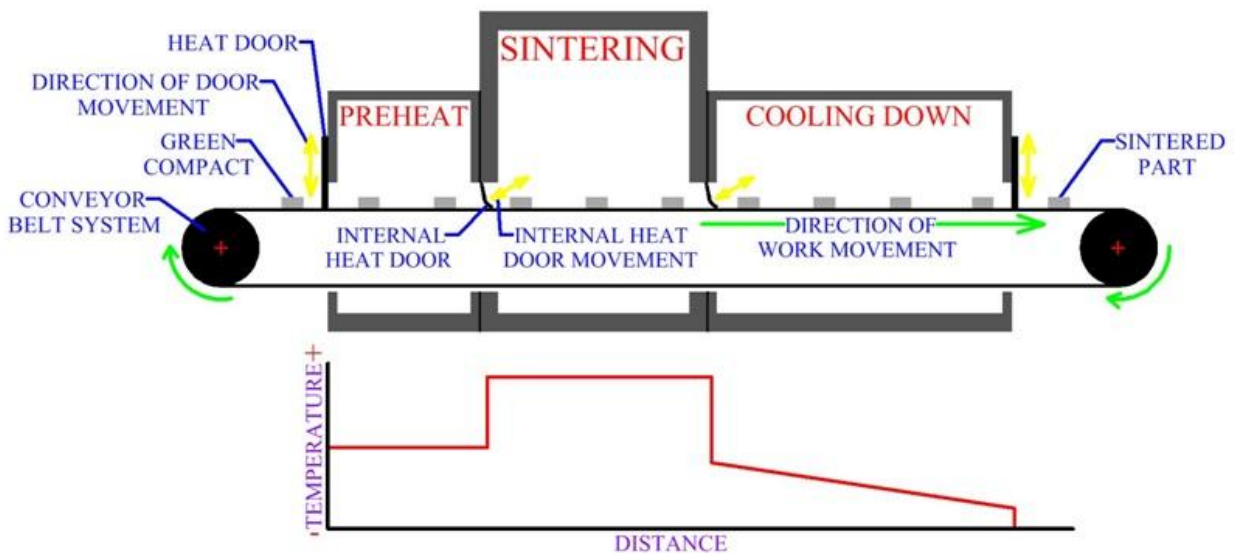 HEAT DOOR
DIRECTION OF DOOR
MOVEMENT
GREEN
COMPACT
CONVEYOR
BELT SYSTEM
PREHEAT
SINTERING
COOLING DOWN
SINTERED
PART
INTERNAL
HEAT DOOR
INTERNAL HEAT
DOOR MOVEMENT
DIRECTION OF
WORK MOVEMENT
-TEMPERATURE+
DISTANCE